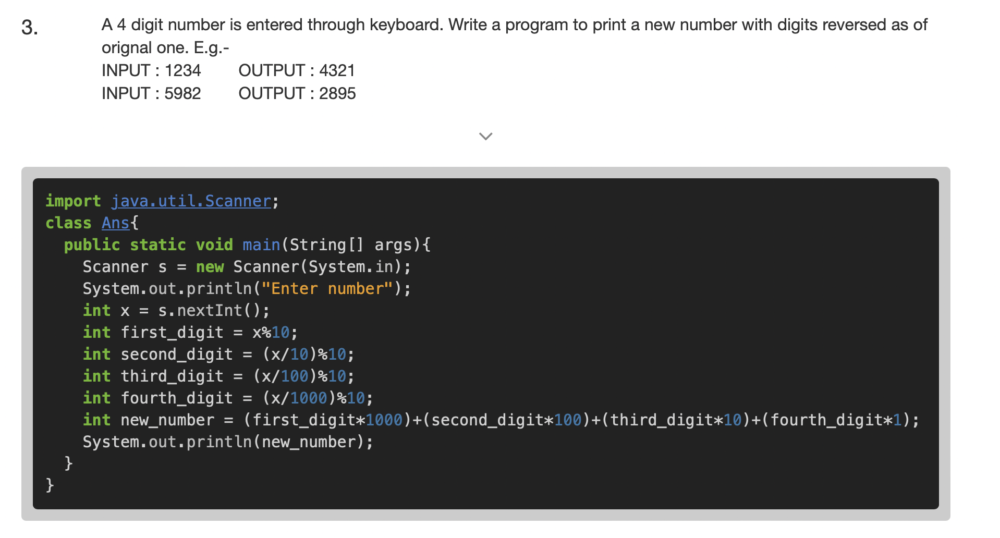 3. A 4 digit number is entered through keyboard. Write a program to print a new number with digits reversed as of
orignal one. E.g.-
INPUT : 1234 OUTPUT : 4321
INPUT : 5982 OUTPUT : 2895
import java.util.Scanner;
class Ans{
  public static void main(String[] args){
    Scanner s = new Scanner(System.in);
    System.out.println("Enter number");
    int x = s.nextInt();
    int first_digit = x%10;
    int second_digit = (x/10)%10;
    int third_digit = (x/100)%10;
    int fourth_digit = (x/1000)%10;
    int new_number = (first_digit*1000)+(second_digit*100)+(third_digit*10)+(fourth_digit*1);
    System.out.println(new_number);
  }
}